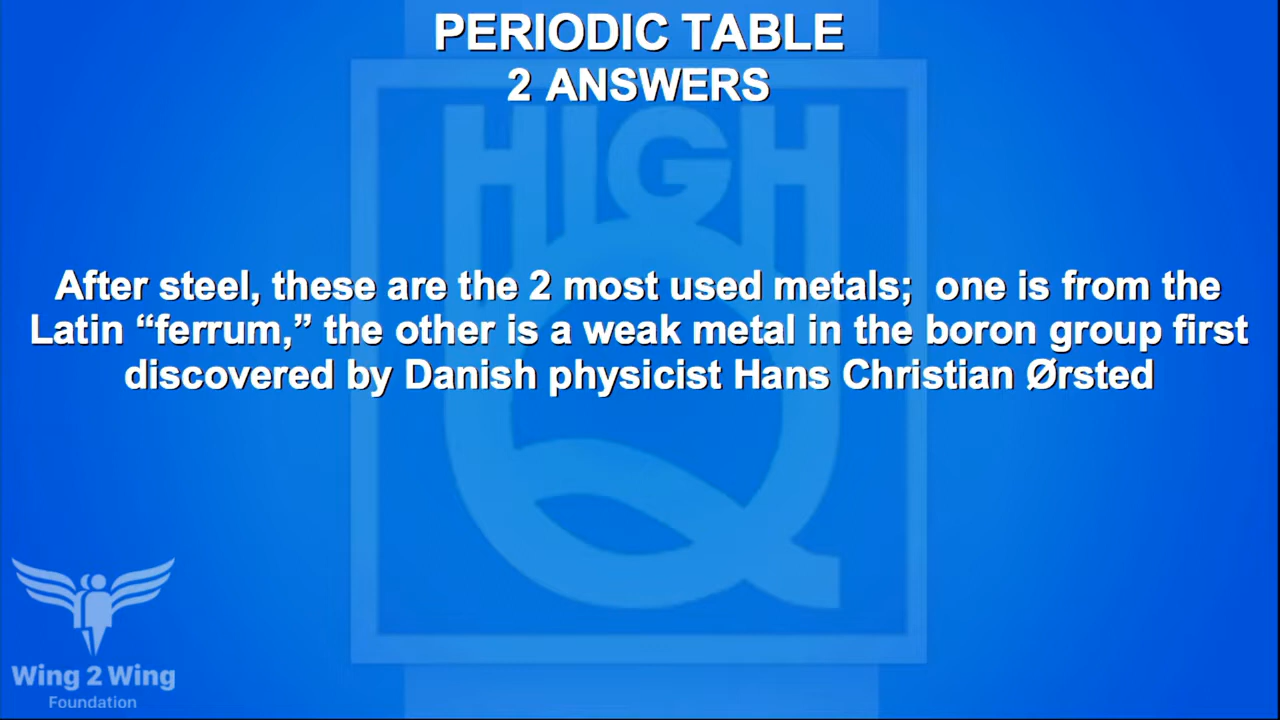 PERIODIC TABLE
2 ANSWERS
HIGH
Q
After steel, these are the 2 most used metals;  one is from the
Latin “ferrum,” the other is a weak metal in the boron group first
discovered by Danish physicist Hans Christian Ørsted
Wing 2 Wing
Foundation